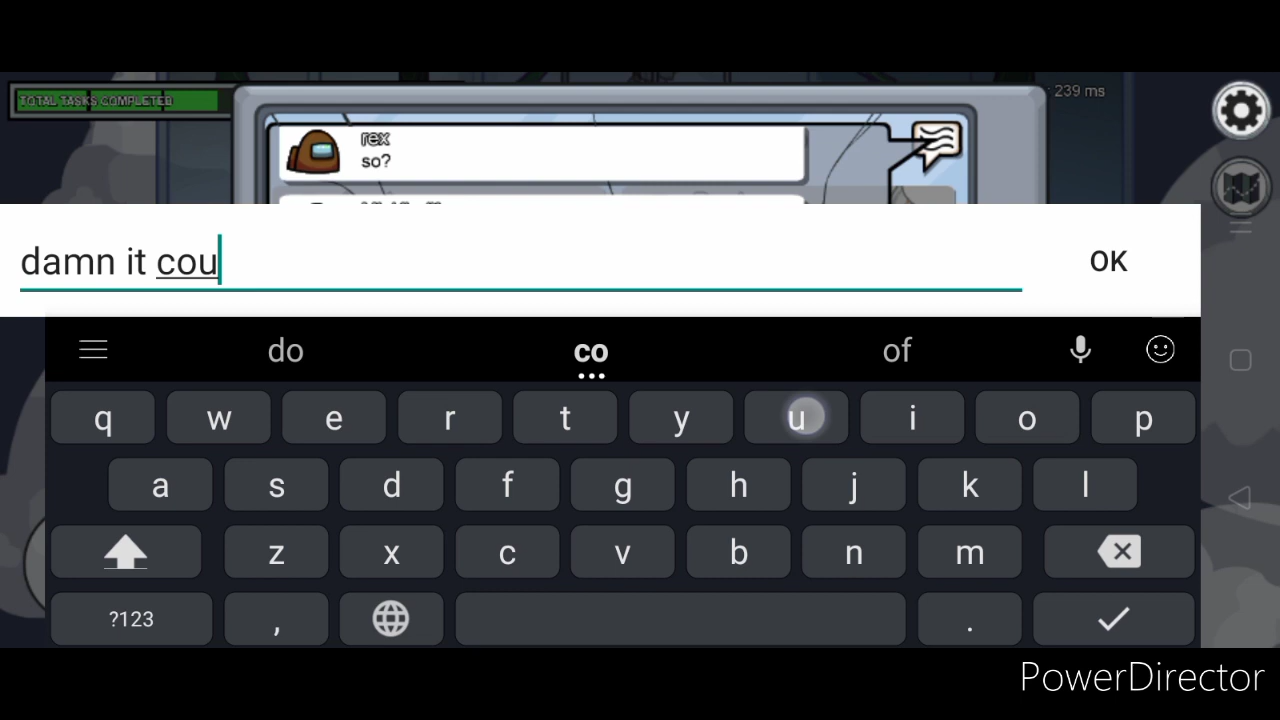 TOTAL TASKS COMPLETED
239 ms
rex
so?
damn it cou
OK
do co of
q w e r t y u i o p
a s d f g h j k l
z x c v b n m
?123 , .
PowerDirector